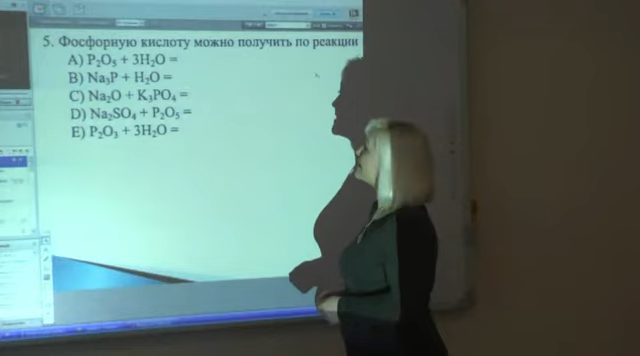 5. Фосфорную кислоту можно получить по реакции
A) P₂O₅ + 3H₂O =
B) Na₃P + H₂O =
C) Na₂O + K₃PO₄ =
D) Na₂SO₄ + P₂O₅ =
E) P₂O₃ + 3H₂O =